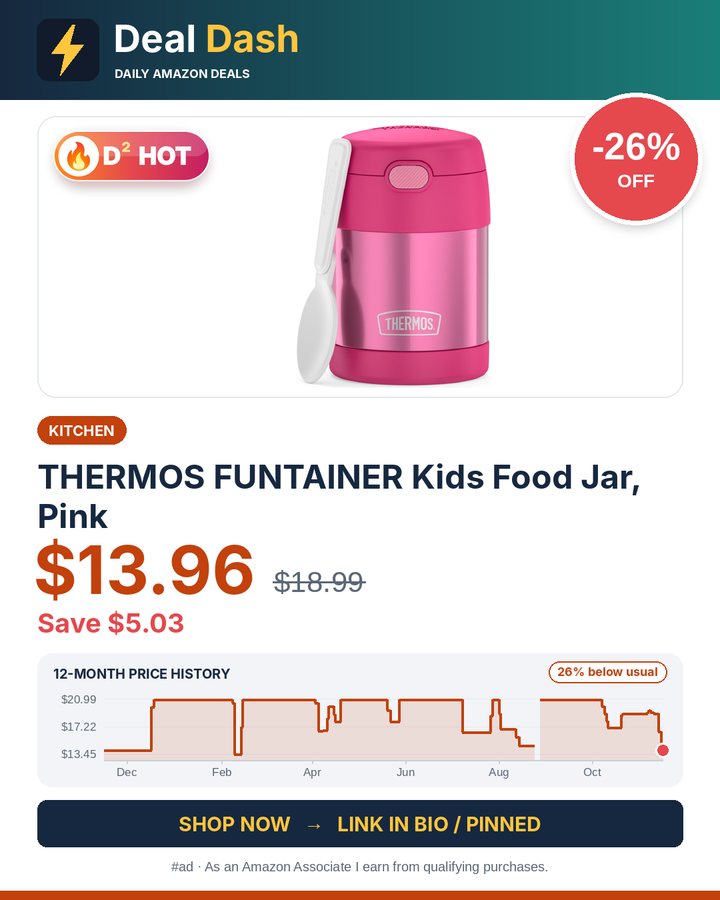 Deal Dash
DAILY AMAZON DEALS
D² HOT
-26%
OFF
THERMOS
KITCHEN
THERMOS FUNTAINER Kids Food Jar,
Pink
$13.96 $18.99
Save $5.03
12-MONTH PRICE HISTORY
26% below usual
$20.99
$17.22
$13.45
Dec Feb Apr Jun Aug Oct
SHOP NOW → LINK IN BIO / PINNED
#ad · As an Amazon Associate I earn from qualifying purchases.